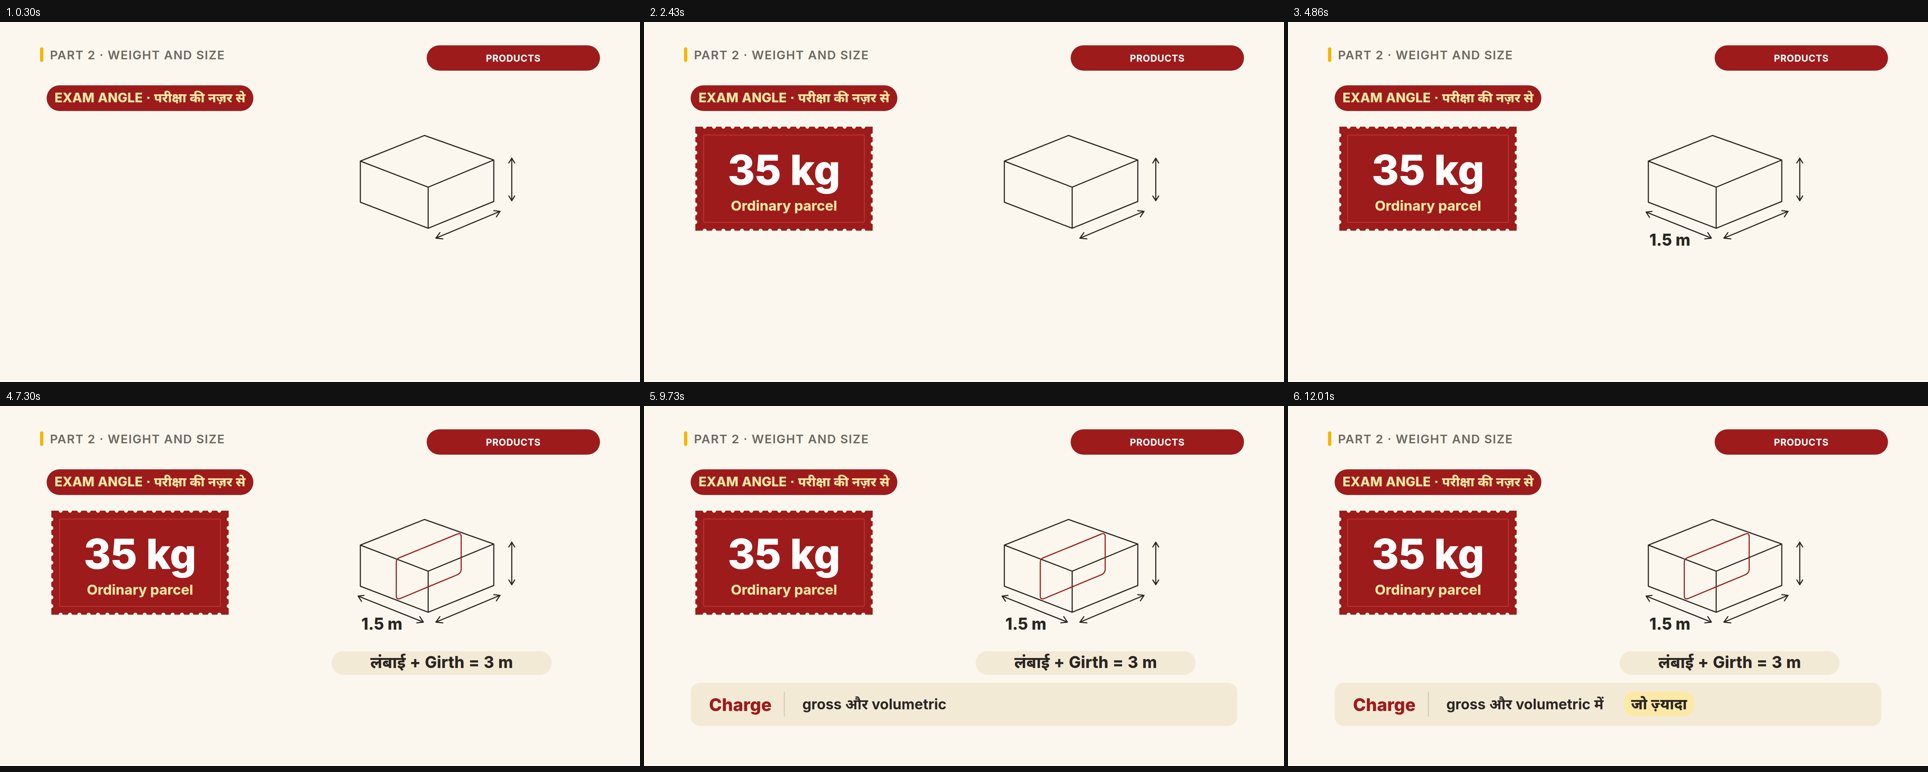 1. 0.30s
PART 2 · WEIGHT AND SIZE
PRODUCTS
EXAM ANGLE · परीक्षा की नज़र से
2. 2.43s
PART 2 · WEIGHT AND SIZE
PRODUCTS
EXAM ANGLE · परीक्षा की नज़र से
35 kg
Ordinary parcel
3. 4.86s
PART 2 · WEIGHT AND SIZE
PRODUCTS
EXAM ANGLE · परीक्षा की नज़र से
35 kg
Ordinary parcel
1.5 m
4. 7.30s
PART 2 · WEIGHT AND SIZE
PRODUCTS
EXAM ANGLE · परीक्षा की नज़र से
35 kg
Ordinary parcel
1.5 m
लंबाई + Girth = 3 m
5. 9.73s
PART 2 · WEIGHT AND SIZE
PRODUCTS
EXAM ANGLE · परीक्षा की नज़र से
35 kg
Ordinary parcel
1.5 m
लंबाई + Girth = 3 m
Charge gross और volumetric
6. 12.01s
PART 2 · WEIGHT AND SIZE
PRODUCTS
EXAM ANGLE · परीक्षा की नज़र से
35 kg
Ordinary parcel
1.5 m
लंबाई + Girth = 3 m
Charge gross और volumetric में जो ज़्यादा